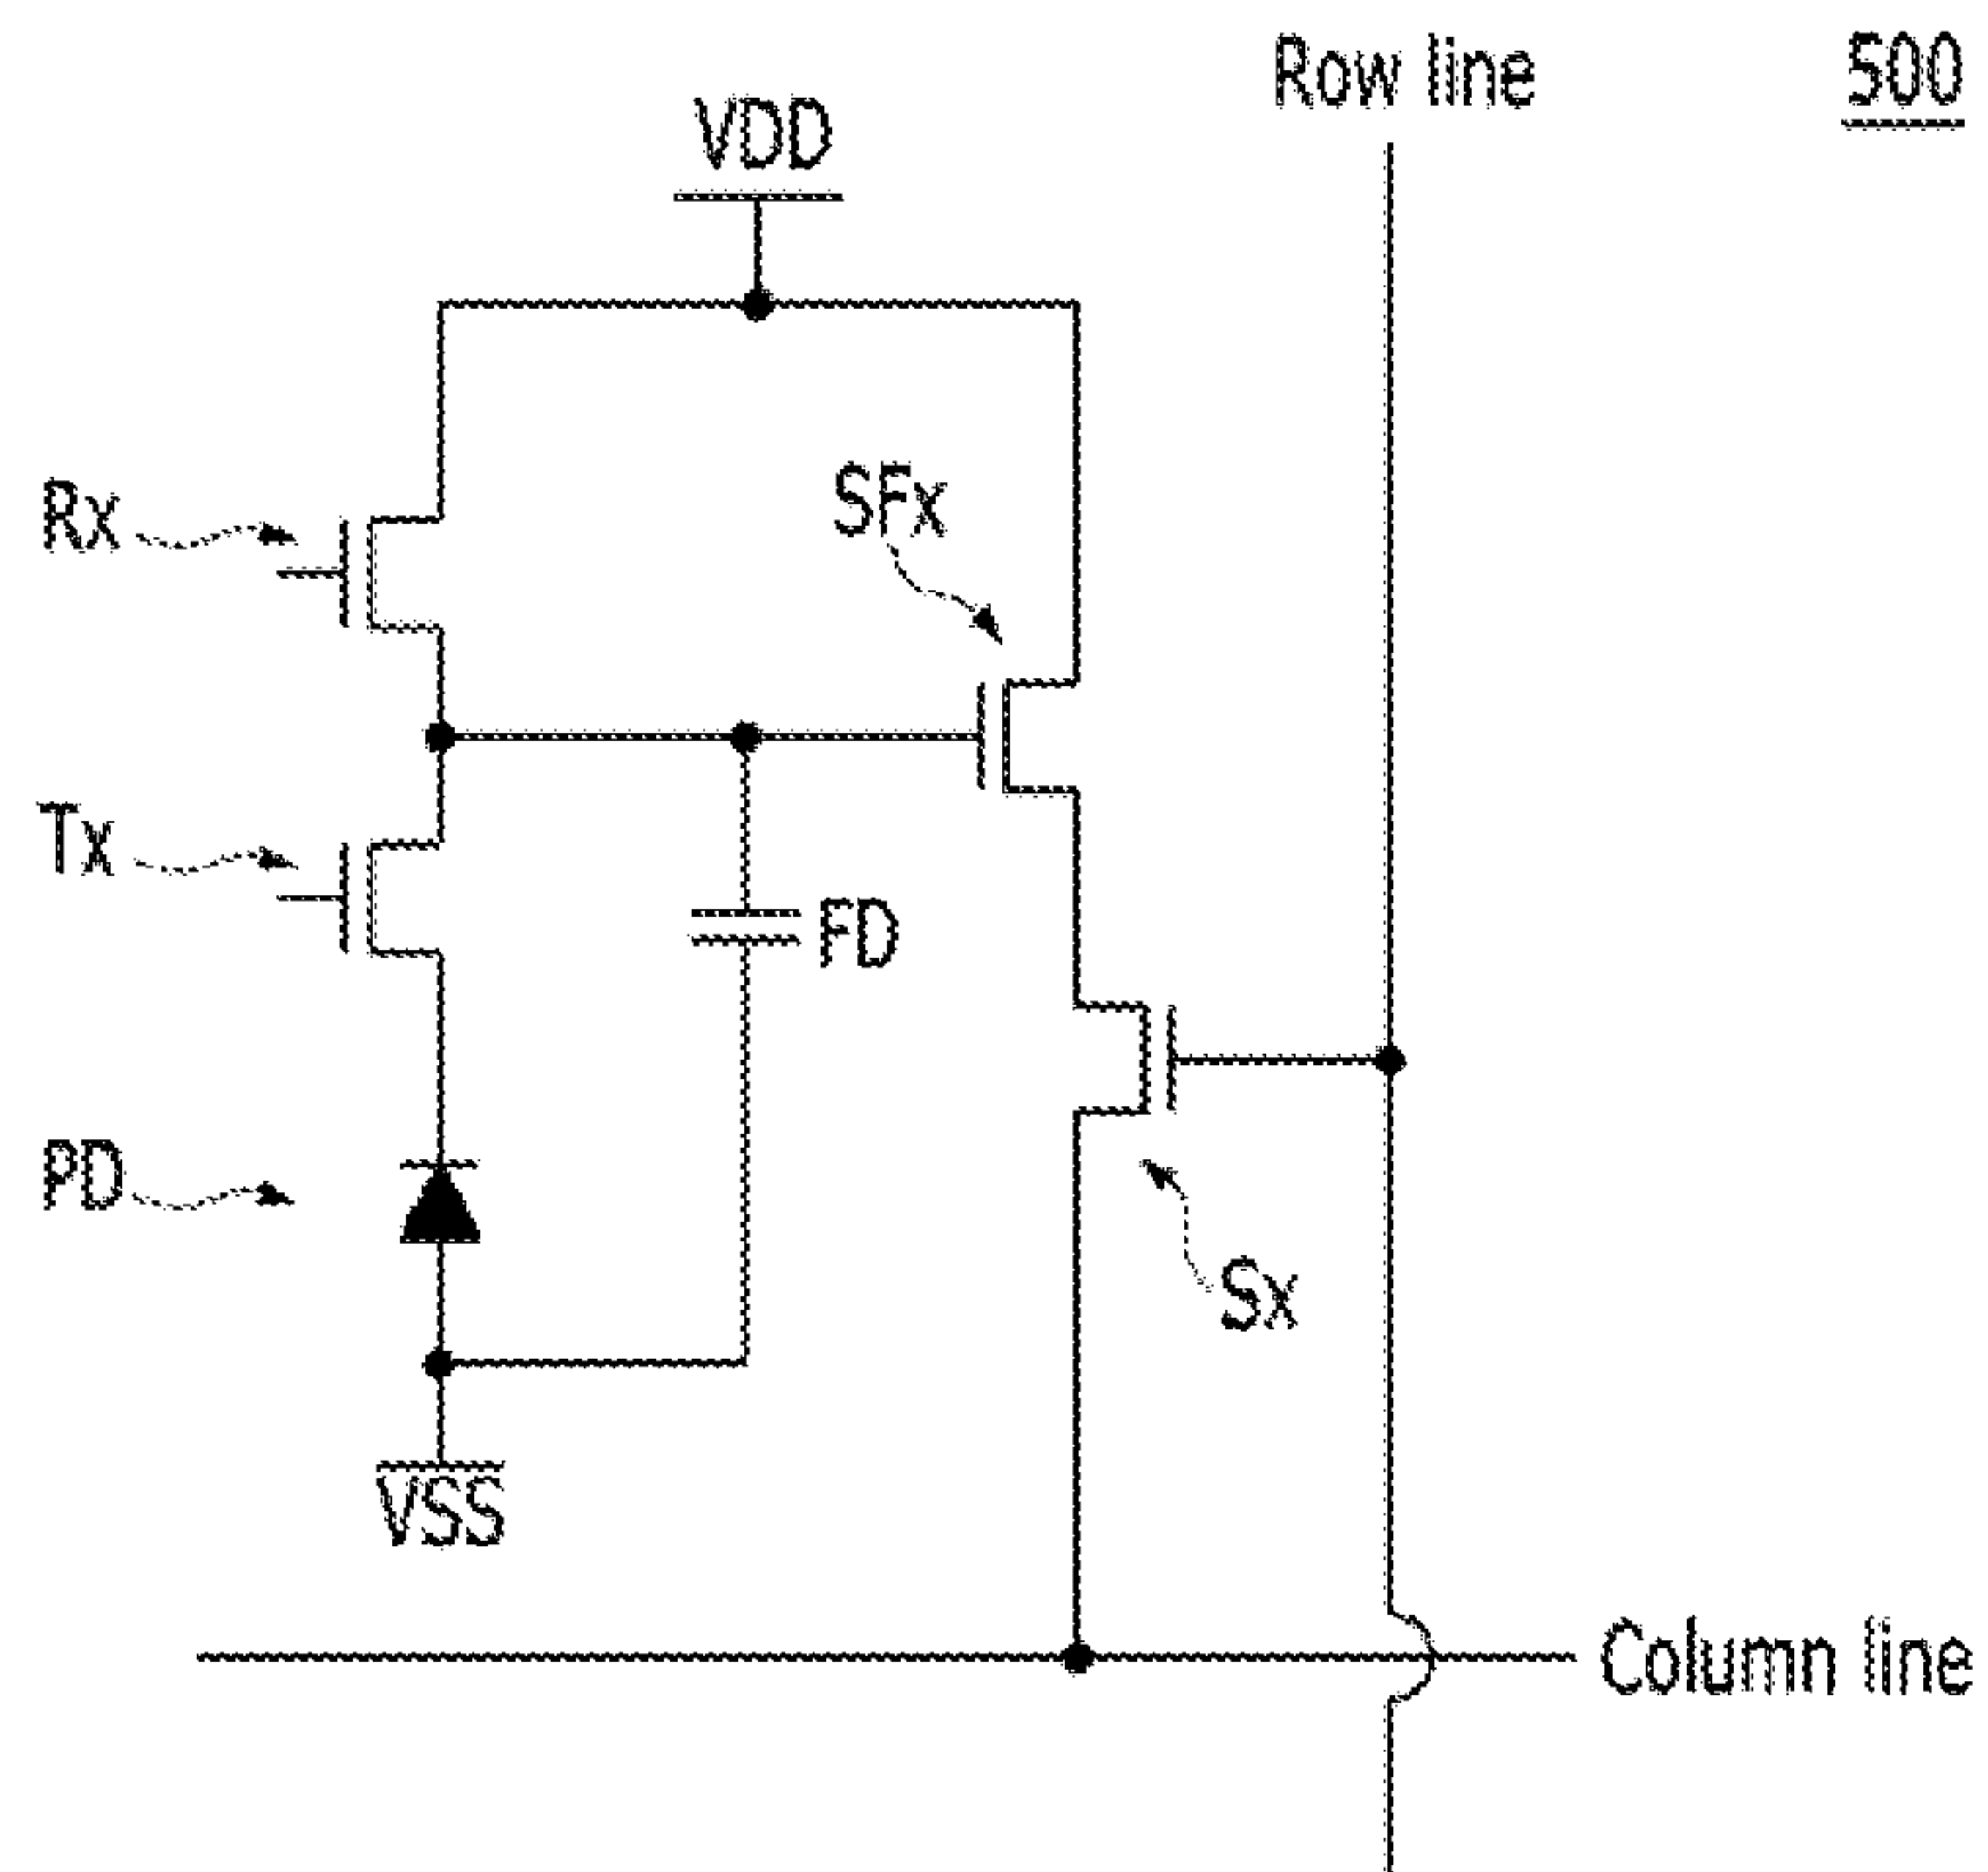 Row line
500
VDD
Rx
SFx
Tx
FD
PD
Sx
VSS
Column line